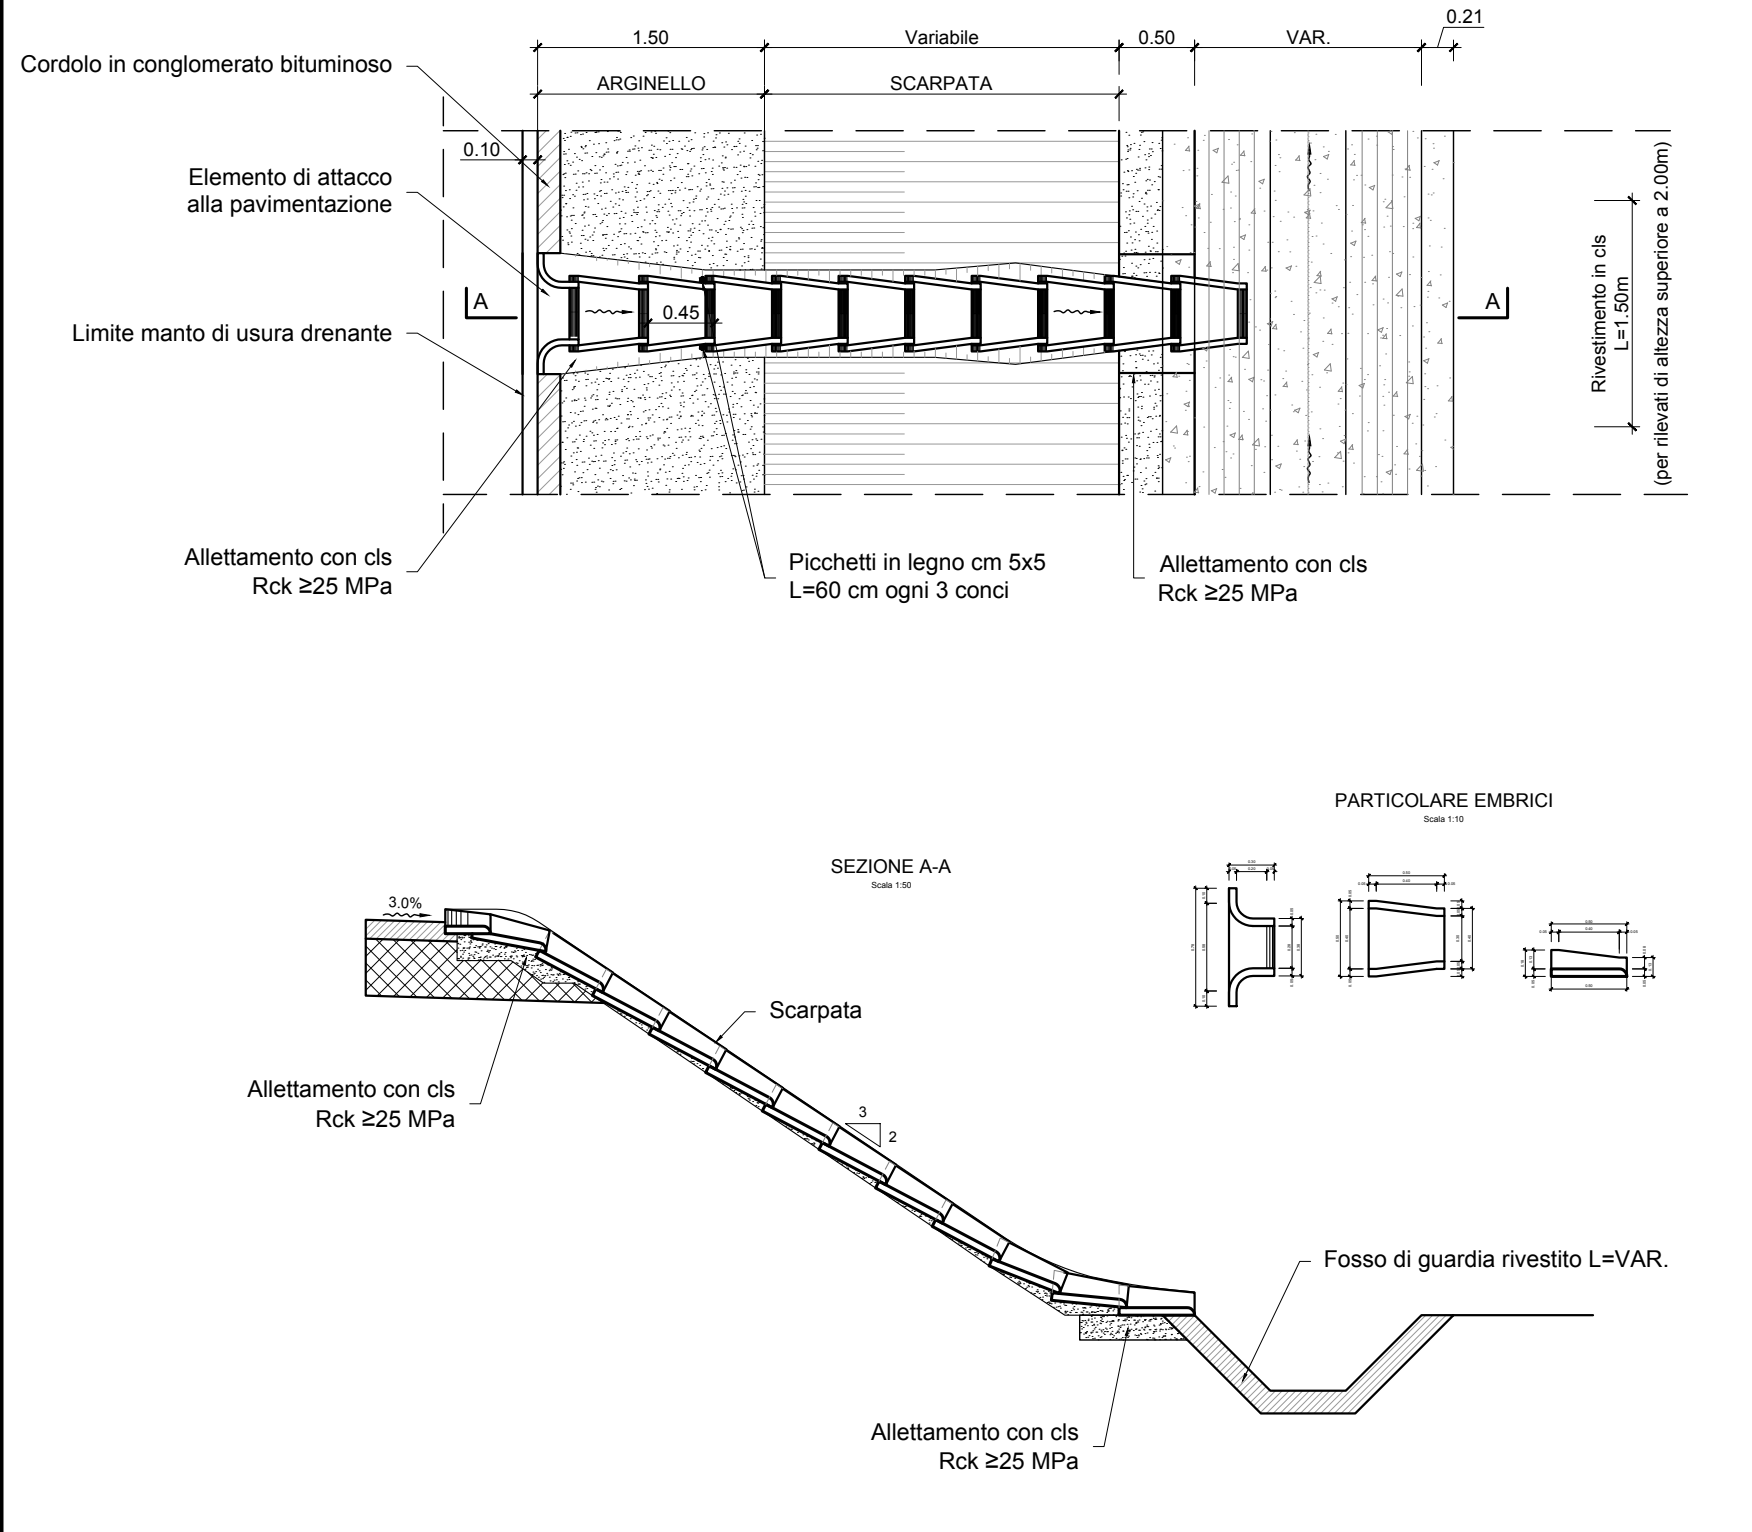 0.21
1.50
Variabile
0.50
VAR.
Cordolo in conglomerato bituminoso
ARGINELLO
SCARPATA
0.10
Elemento di attacco
alla pavimentazione
A
0.45
A
Limite manto di usura drenante
Rivestimento in cls
L=1.50m
(per rilevati di altezza superiore a 2.00m)
Allettamento con cls
Rck ≥25 MPa
Picchetti in legno cm 5x5
L=60 cm ogni 3 conci
Allettamento con cls
Rck ≥25 MPa
PARTICOLARE EMBRICI
Scala 1:10
SEZIONE A-A
Scala 1:50
3.0%
Scarpata
Allettamento con cls
Rck ≥25 MPa
3
2
Fosso di guardia rivestito L=VAR.
Allettamento con cls
Rck ≥25 MPa